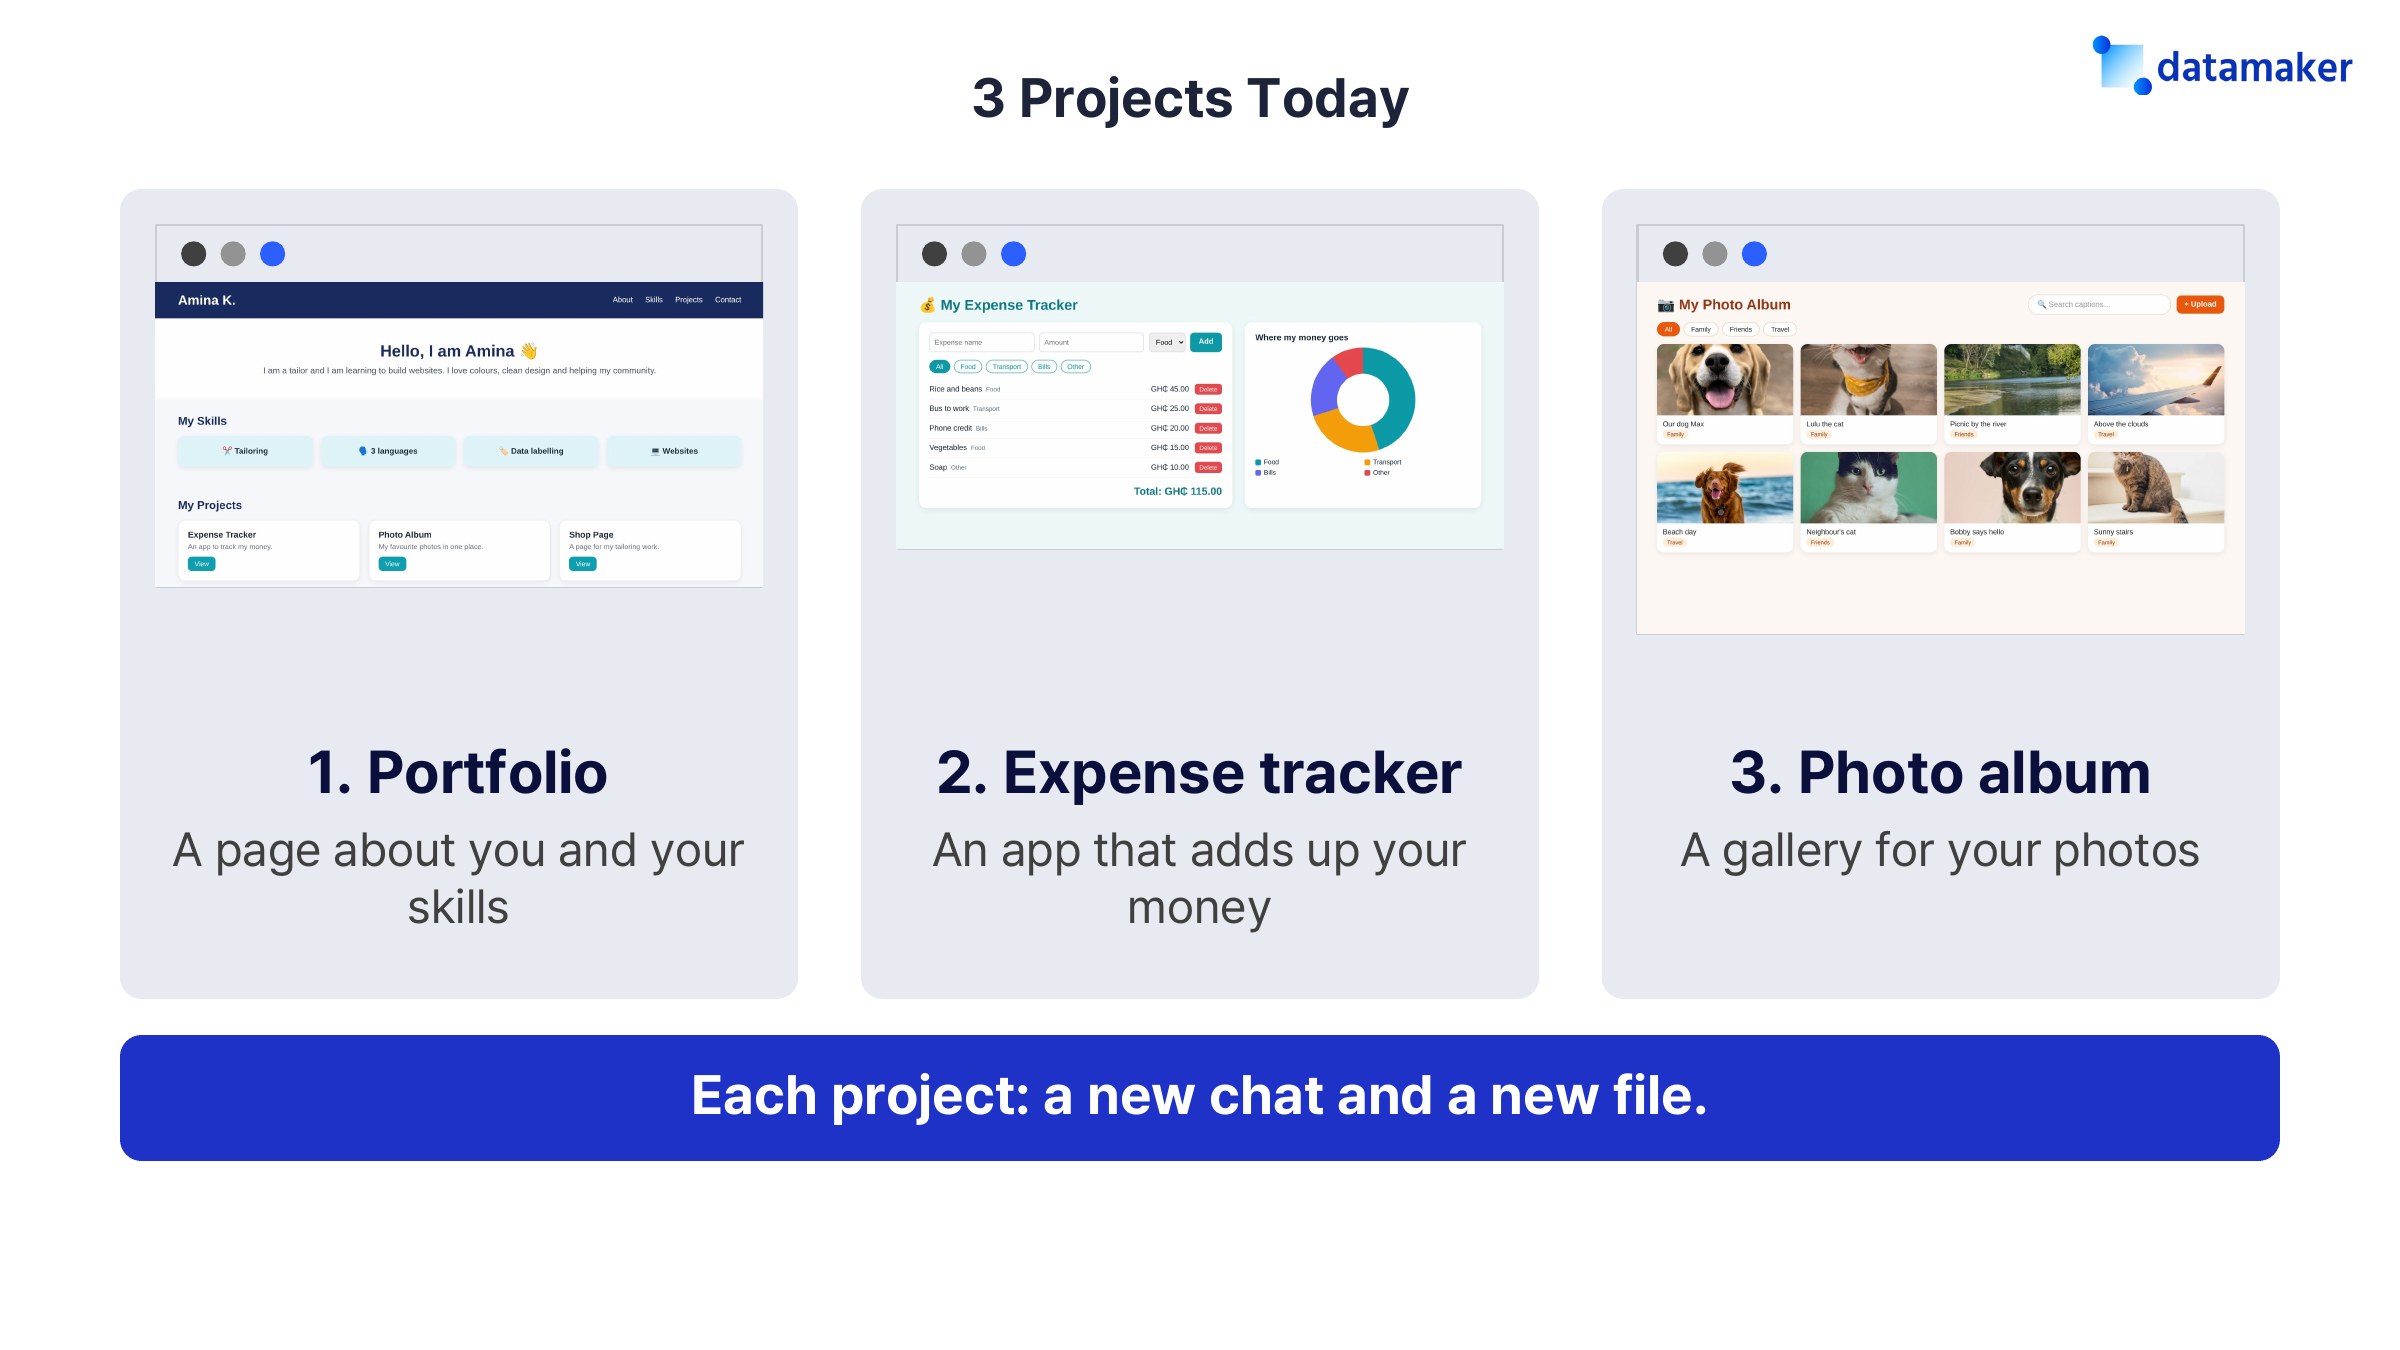 datamaker
3 Projects Today
Amina K.
About Skills Projects Contact
Hello, I am Amina 👋
I am a tailor and I am learning to build websites. I love colours, clean design and helping my community.
My Skills
✂️ Tailoring
🗣️ 3 languages
🏷️ Data labelling
💻 Websites
My Projects
Expense Tracker
An app to track my money.
View
Photo Album
My favourite photos in one place.
View
Shop Page
A page for my tailoring work.
View
1. Portfolio
A page about you and your
skills
💰 My Expense Tracker
Expense name
Amount
Food
Add
All Food Transport Bills Other
Rice and beans Food GH₵ 45.00 Delete
Bus to work Transport GH₵ 25.00 Delete
Phone credit Bills GH₵ 20.00 Delete
Vegetables Food GH₵ 15.00 Delete
Soap Other GH₵ 10.00 Delete
Total: GH₵ 115.00
Where my money goes
Food Transport
Bills Other
2. Expense tracker
An app that adds up your
money
📷 My Photo Album
🔍 Search captions...
+ Upload
All Family Friends Travel
Our dog Max
Family
Lulu the cat
Family
Picnic by the river
Friends
Above the clouds
Travel
Beach day
Travel
Neighbour's cat
Friends
Bobby says hello
Family
Sunny stairs
Family
3. Photo album
A gallery for your photos
Each project: a new chat and a new file.